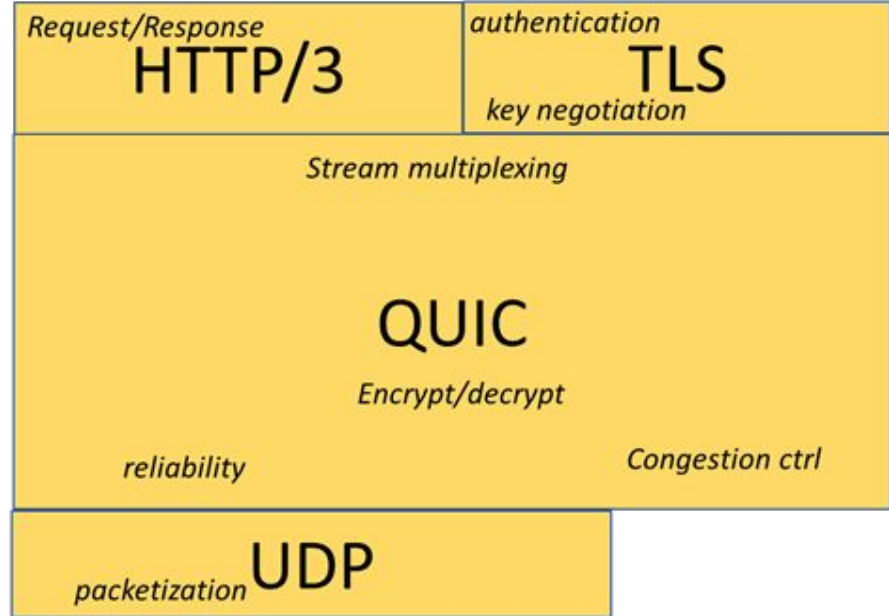 Request/Response
HTTP/3
authentication
TLS
key negotiation
Stream multiplexing
QUIC
Encrypt/decrypt
reliability
Congestion ctrl
packetization UDP